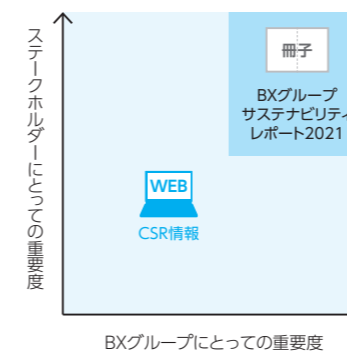 ステークホルダーにとっての重要度
冊子
BXグループ
サステナビリティ
レポート2021
WEB
CSR情報
BXグループにとっての重要度